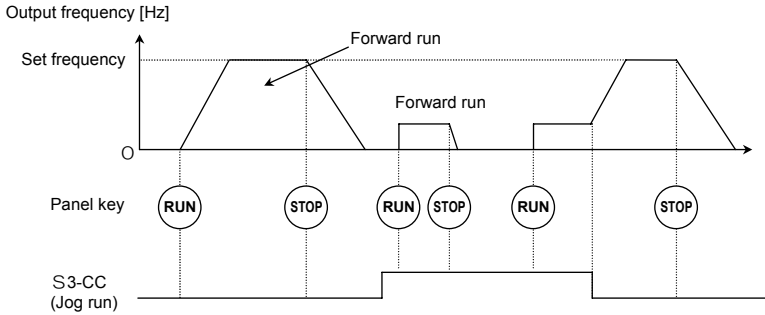 Output frequency [Hz]
Forward run
Set frequency
Forward run
O
Panel key
RUN
STOP
RUN
STOP
RUN
STOP
S3-CC
(Jog run)